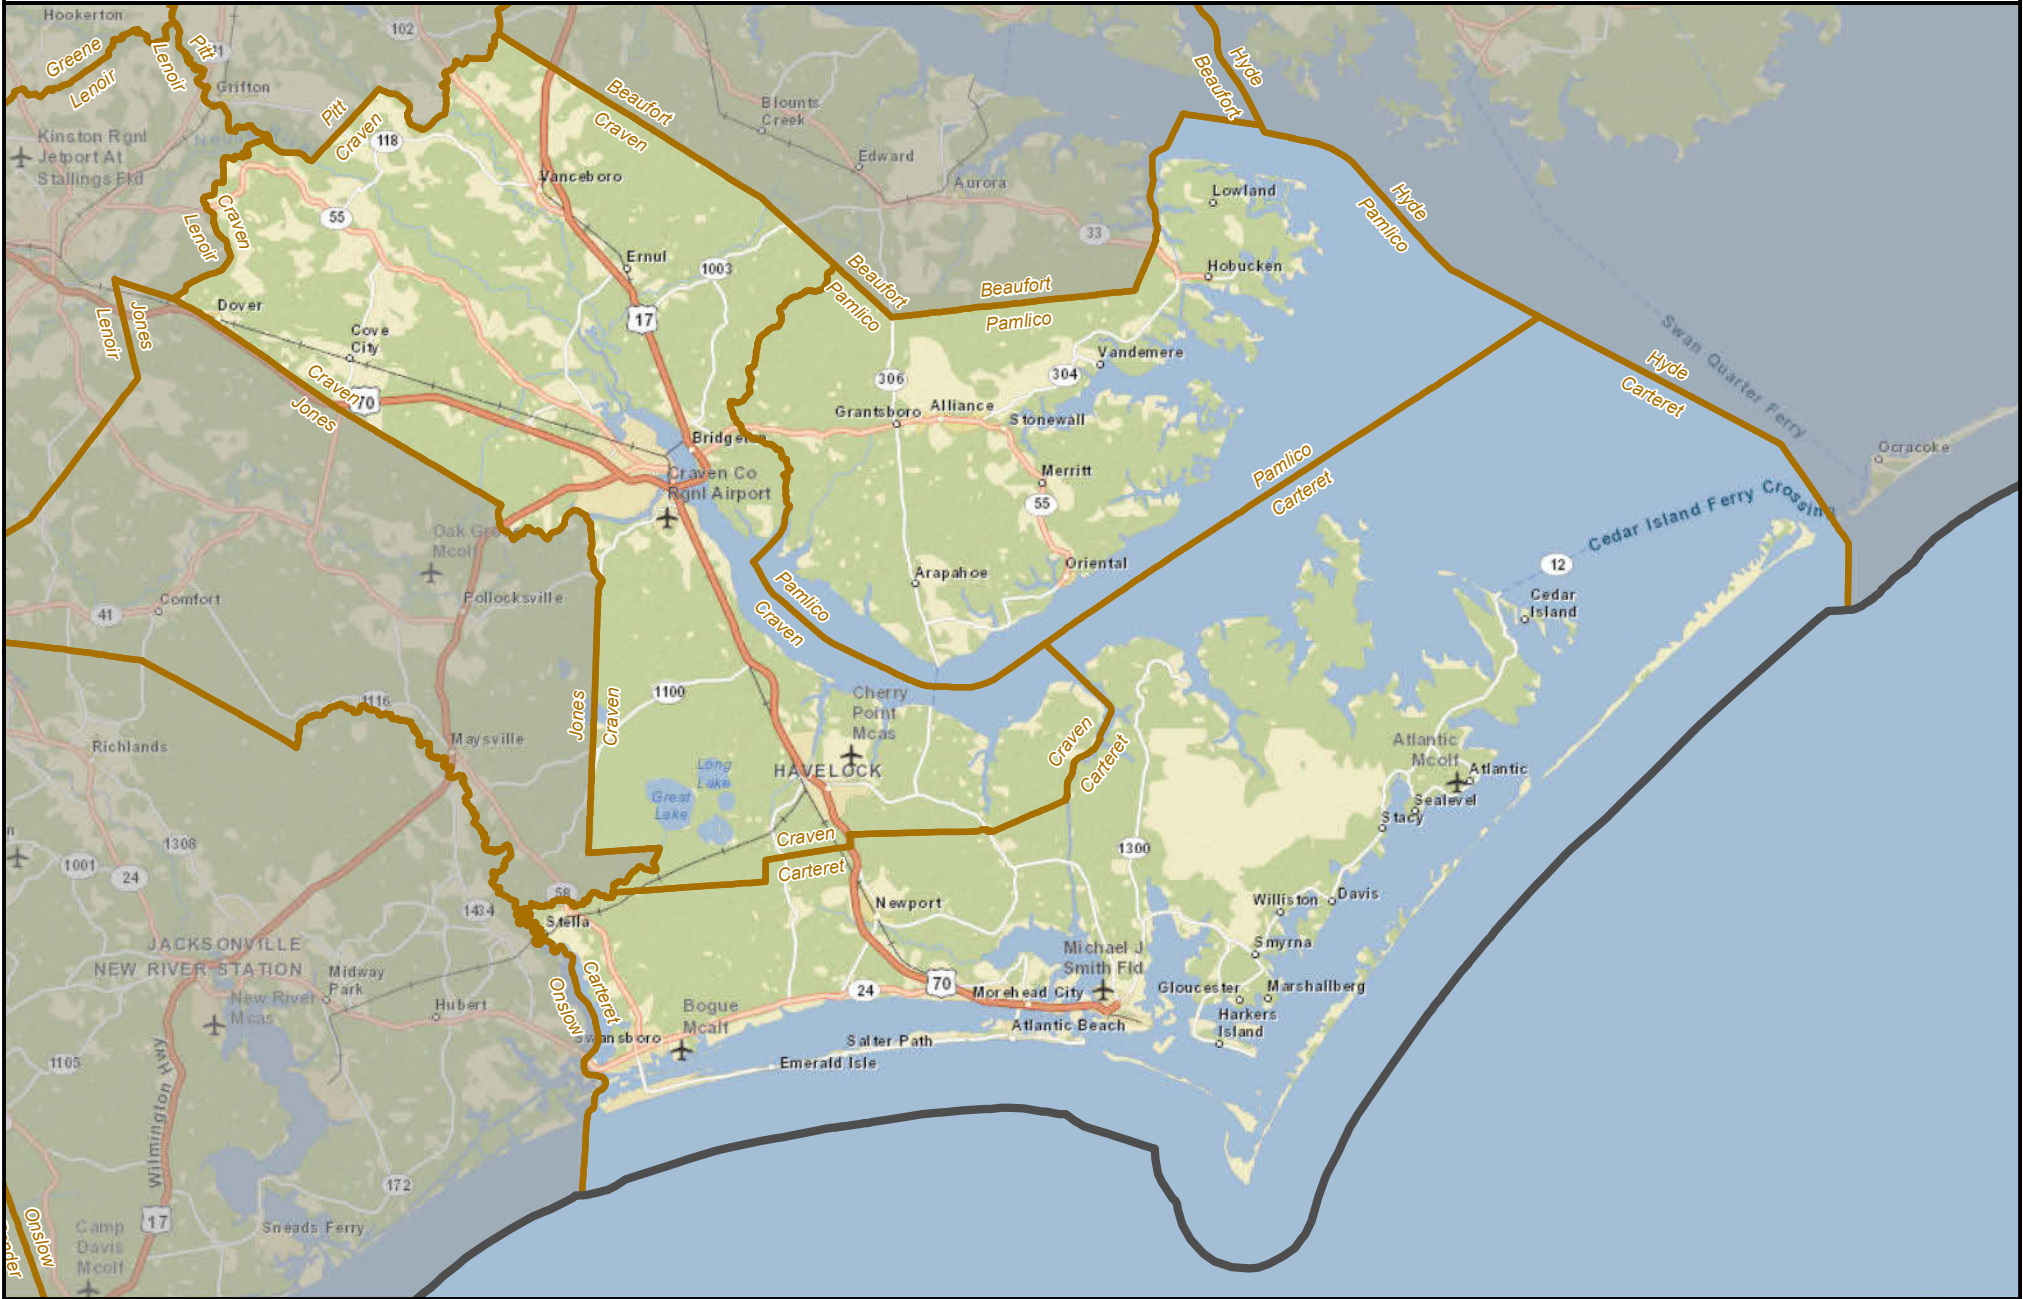 Hookerton
102
Greene
Lenoir
Lenoir
Pitt
11
Grifton
Kinston Rgnl
Jetport At
Stallings Fld
Pitt
Craven
118
Beaufort
Craven
Blounts
Creek
Edward
Aurora
33
Hyde
Beaufort
Lowland
Hyde
Pamlico
Hobucken
Vanceboro
55
Craven
Lenoir
Ernul
1003
17
Dover
Jones
Lenoir
Cove
City
Craven
Jones
70
Beaufort
Pamlico
Beaufort
Pamlico
Vandemere
306
304
Grantsboro
Alliance
Stonewall
Merritt
55
Oriental
Arapahoe
Bridgeton
Craven Co
Rgnl Airport
Pamlico
Carteret
Hyde
Carteret
Swan Quarter Ferry
Ocracoke
Cedar Island Ferry Crossing
12
Cedar
Island
Oak Gro
Mcolf
Pollocksville
Comfort
41
Pamlico
Craven
1116
Maysville
Richlands
Jones
Craven
1100
Long
Lake
Great
Lake
Cherry
Point
Mcas
HAVELOCK
Craven
Carteret
Atlantic
Mcolf
Atlantic
Sealevel
Stacy
1300
Craven
Carteret
n
1308
1001
24
58
1434
Stella
Newport
Williston
Davis
Smyrna
JACKSONVILLE
NEW RIVER STATION
Midway
Park
New River
Mcas
Hubert
Carteret
Onslow
Bogue
Mcalf
Swansboro
24
70
Michael J
Smith Fld
Morehead City
Atlantic Beach
Gloucester
Marshallberg
Harkers
Island
Salter Path
Emerald Isle
1105
Wilmington Hwy
172
17
Sneads Ferry
Camp
Davis
Mcolf
Onslow
nder